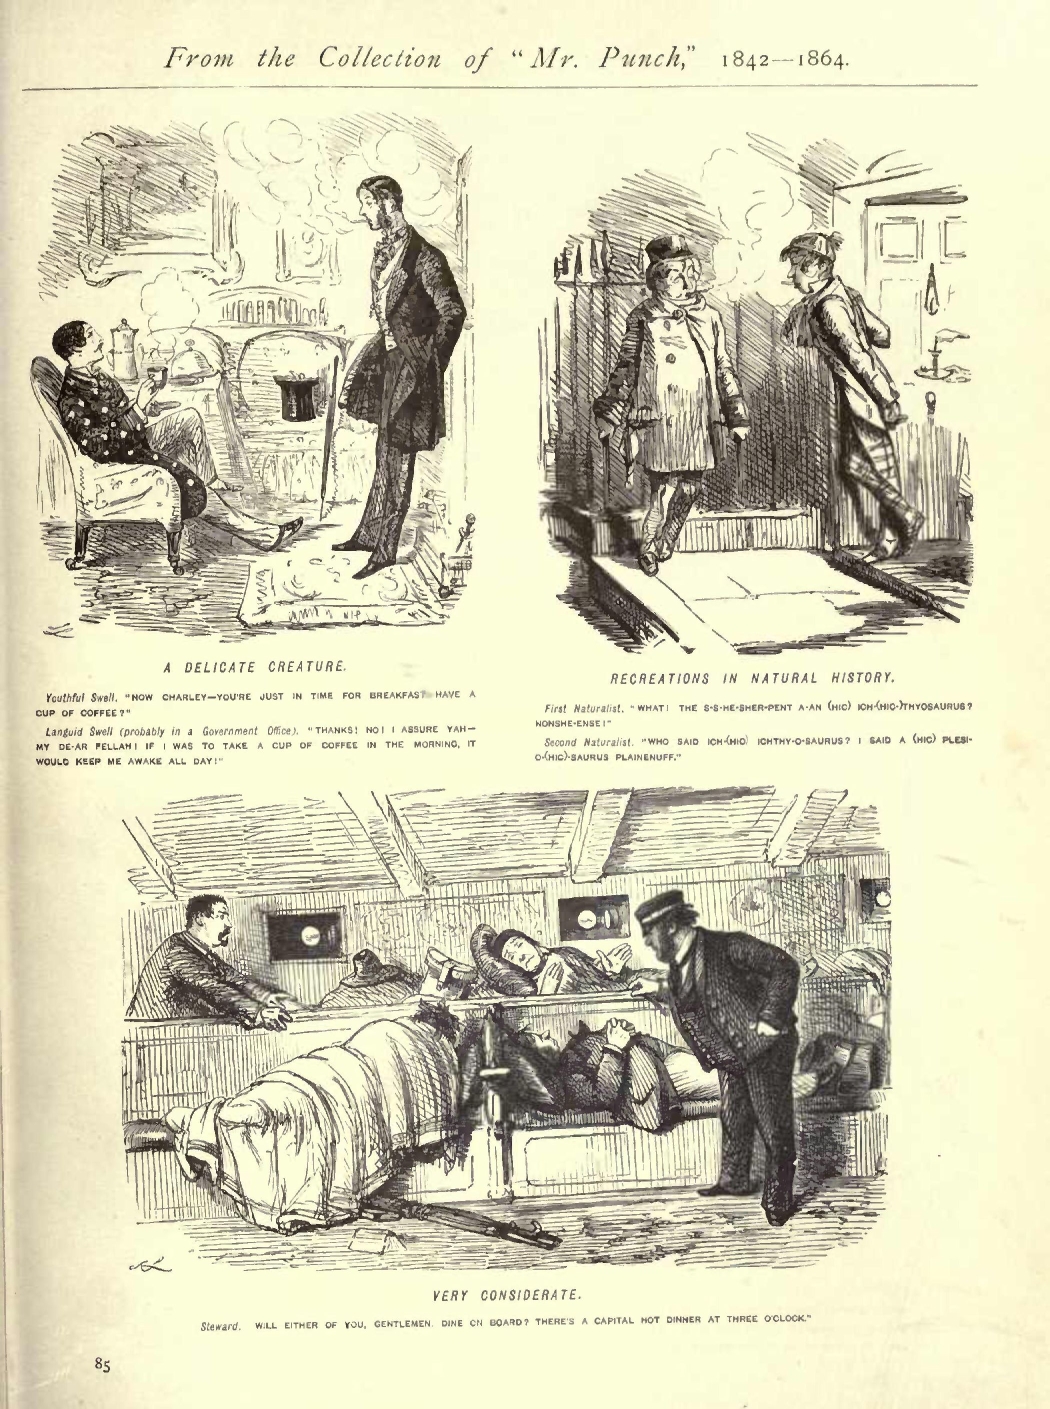 From the Collection of "Mr. Punch," 1842—1864.
A DELICATE CREATURE.
Youthful Swell. "NOW CHARLEY—YOU'RE JUST IN TIME FOR BREAKFAST HAVE A
CUP OF COFFEE?"
Languid Swell (probably in a Government Office). "THANKS! NO! I ASSURE YAH—
MY DE-AR FELLAH! IF I WAS TO TAKE A CUP OF COFFEE IN THE MORNING, IT
WOULD KEEP ME AWAKE ALL DAY!"
RECREATIONS IN NATURAL HISTORY.
First Naturalist. "WHAT! THE S-S-HE-SHER-PENT A-AN (HIC) ICH-(HIC-)THYOSAURUS?
NONSHE-ENSE!"
Second Naturalist. "WHO SAID ICH-(HIC) ICHTHY-O-SAURUS? I SAID A (HIC) PLESI-
O-(HIC)-SAURUS PLAINENUFF."
VERY CONSIDERATE.
Steward. WILL EITHER OF YOU, GENTLEMEN, DINE ON BOARD? THERE'S A CAPITAL HOT DINNER AT THREE O'CLOCK."
85